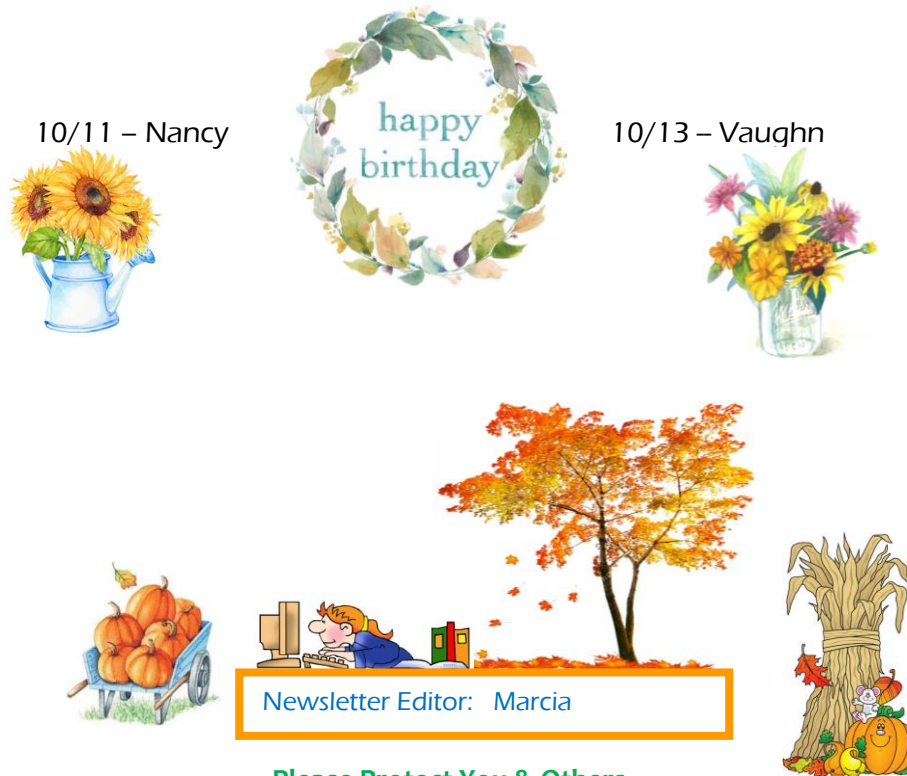 happy
birthday
10/11 – Nancy
10/13 – Vaughn
Newsletter Editor: Marcia
Please Protect You & Others